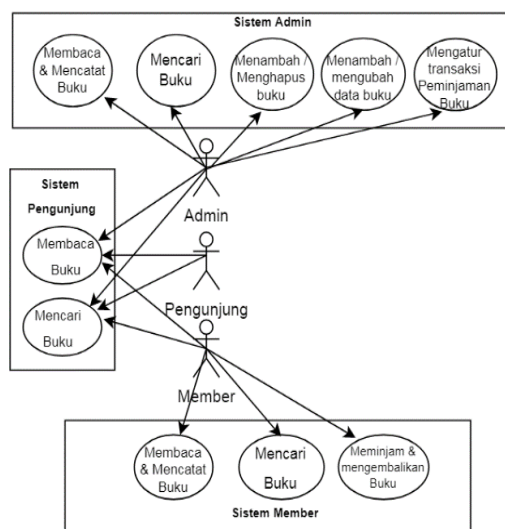 Sistem Admin
Membaca
& Mencatat
Buku
Mencari
Buku
Menambah /
Menghapus
buku
Menambah /
mengubah
data buku
Mengatur
transaksi
Peminjaman
Buku
Admin
Sistem
Pengunjung
Membaca
Buku
Mencari
Buku
Pengunjung
Member
Membaca
& Mencatat
Buku
Mencari
Buku
Meminjam &
mengembalikan
Buku
Sistem Member